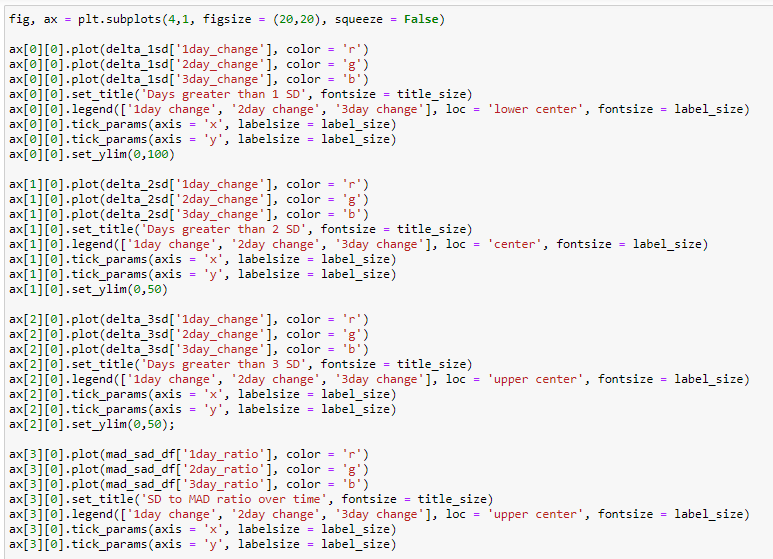 fig, ax = plt.subplots(4,1, figsize = (20,20), squeeze = False)
ax[0][0].plot(delta_1sd['1day_change'], color = 'r')
ax[0][0].plot(delta_1sd['2day_change'], color = 'g')
ax[0][0].plot(delta_1sd['3day_change'], color = 'b')
ax[0][0].set_title('Days greater than 1 SD', fontsize = title_size)
ax[0][0].legend(['1day change', '2day change', '3day change'], loc = 'lower center', fontsize = label_size)
ax[0][0].tick_params(axis = 'x', labelsize = label_size)
ax[0][0].tick_params(axis = 'y', labelsize = label_size)
ax[0][0].set_ylim(0,100)
ax[1][0].plot(delta_2sd['1day_change'], color = 'r')
ax[1][0].plot(delta_2sd['2day_change'], color = 'g')
ax[1][0].plot(delta_2sd['3day_change'], color = 'b')
ax[1][0].set_title('Days greater than 2 SD', fontsize = title_size)
ax[1][0].legend(['1day change', '2day change', '3day change'], loc = 'center', fontsize = label_size)
ax[1][0].tick_params(axis = 'x', labelsize = label_size)
ax[1][0].tick_params(axis = 'y', labelsize = label_size)
ax[1][0].set_ylim(0,50)
ax[2][0].plot(delta_3sd['1day_change'], color = 'r')
ax[2][0].plot(delta_3sd['2day_change'], color = 'g')
ax[2][0].plot(delta_3sd['3day_change'], color = 'b')
ax[2][0].set_title('Days greater than 3 SD', fontsize = title_size)
ax[2][0].legend(['1day change', '2day change', '3day change'], loc = 'upper center', fontsize = label_size)
ax[2][0].tick_params(axis = 'x', labelsize = label_size)
ax[2][0].tick_params(axis = 'y', labelsize = label_size)
ax[2][0].set_ylim(0,50);
ax[3][0].plot(mad_sad_df['1day_ratio'], color = 'r')
ax[3][0].plot(mad_sad_df['2day_ratio'], color = 'g')
ax[3][0].plot(mad_sad_df['3day_ratio'], color = 'b')
ax[3][0].set_title('SD to MAD ratio over time', fontsize = title_size)
ax[3][0].legend(['1day change', '2day change', '3day change'], loc = 'upper center', fontsize = label_size)
ax[3][0].tick_params(axis = 'x', labelsize = label_size)
ax[3][0].tick_params(axis = 'y', labelsize = label_size)